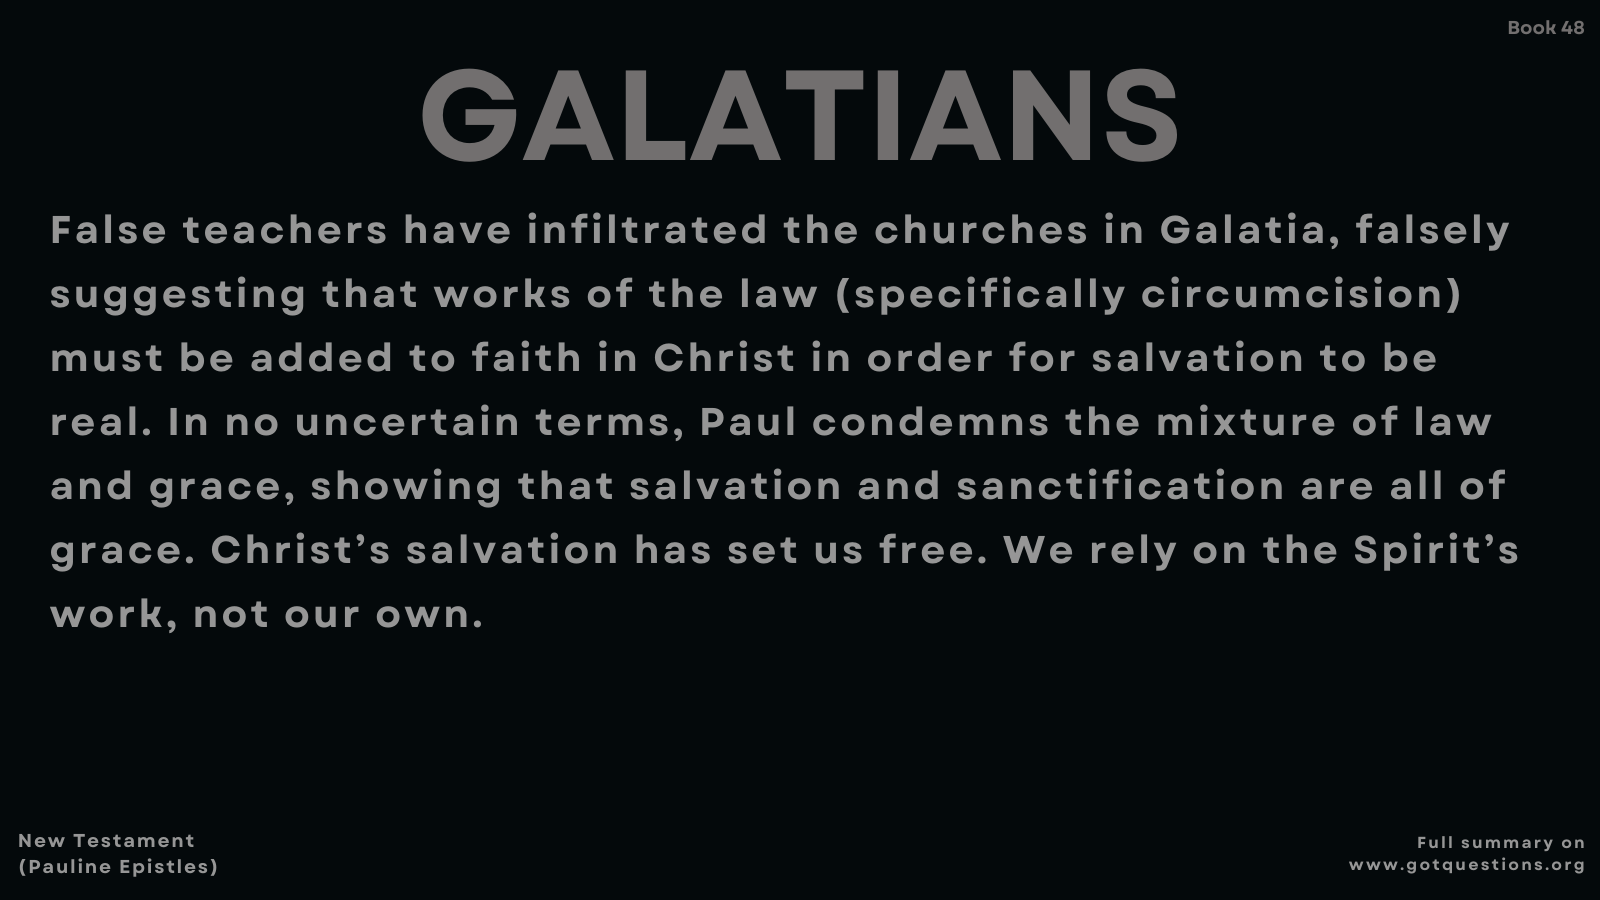 Book 48
GALATIANS
False teachers have infiltrated the churches in Galatia, falsely
suggesting that works of the law (specifically circumcision)
must be added to faith in Christ in order for salvation to be
real. In no uncertain terms, Paul condemns the mixture of law
and grace, showing that salvation and sanctification are all of
grace. Christ’s salvation has set us free. We rely on the Spirit’s
work, not our own.
New Testament
(Pauline Epistles)
Full summary on
www.gotquestions.org